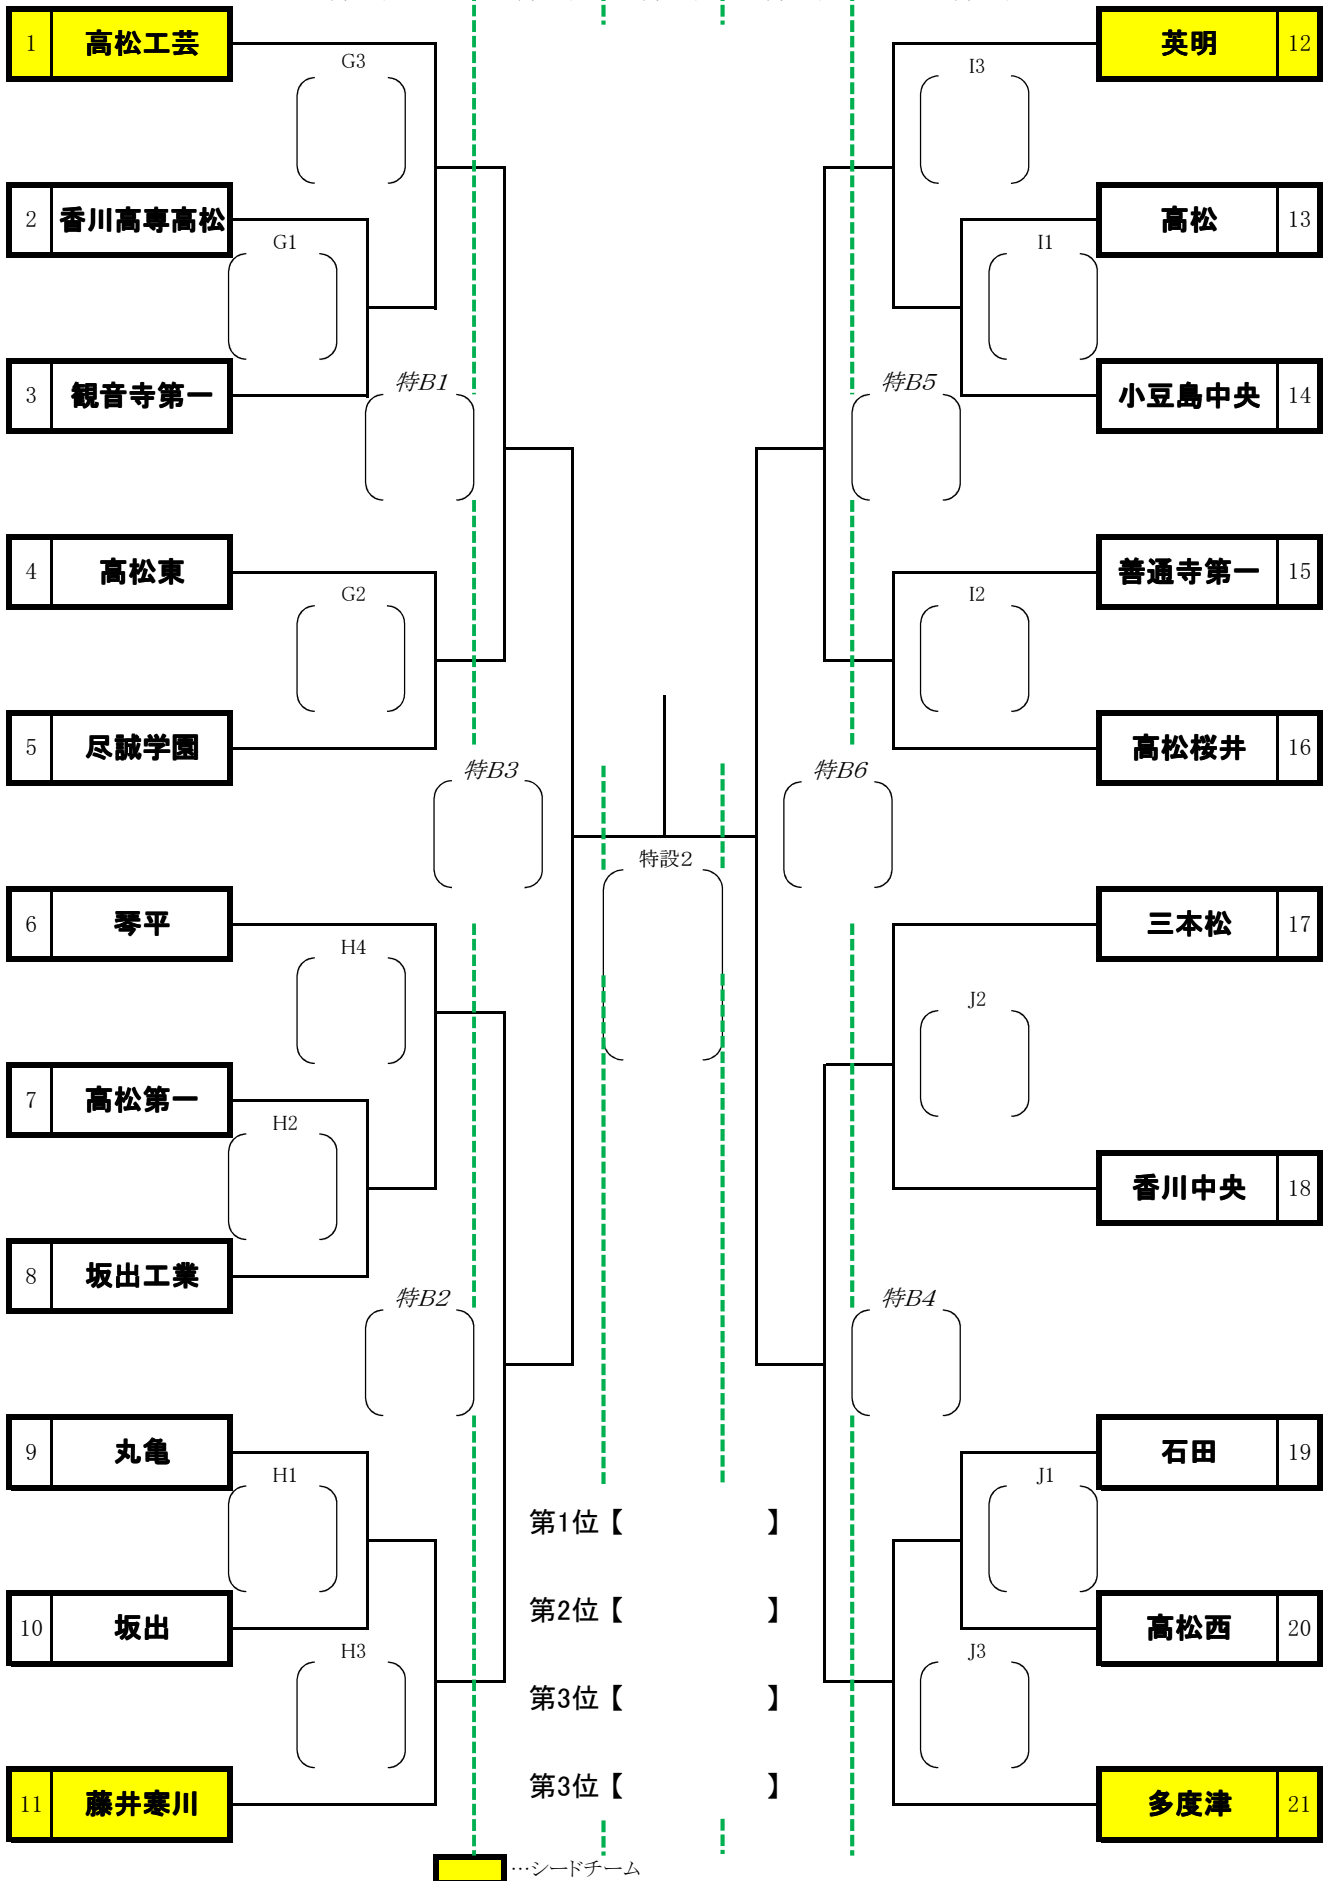 1 高松工芸
G3
2 香川高専高松
G1
3 観音寺第一
特B1
4 高松東
G2
5 尽誠学園
特B3
6 琴平
H4
7 高松第一
H2
8 坂出工業
特B2
9 丸亀
H1
10 坂出
H3
11 藤井寒川
特設2
英明 12
I3
高松 13
I1
小豆島中央 14
特B5
善通寺第一 15
I2
高松桜井 16
特B6
三本松 17
J2
香川中央 18
特B4
石田 19
J1
高松西 20
J3
多度津 21
第1位【 】
第2位【 】
第3位【 】
第3位【 】
…シードチーム